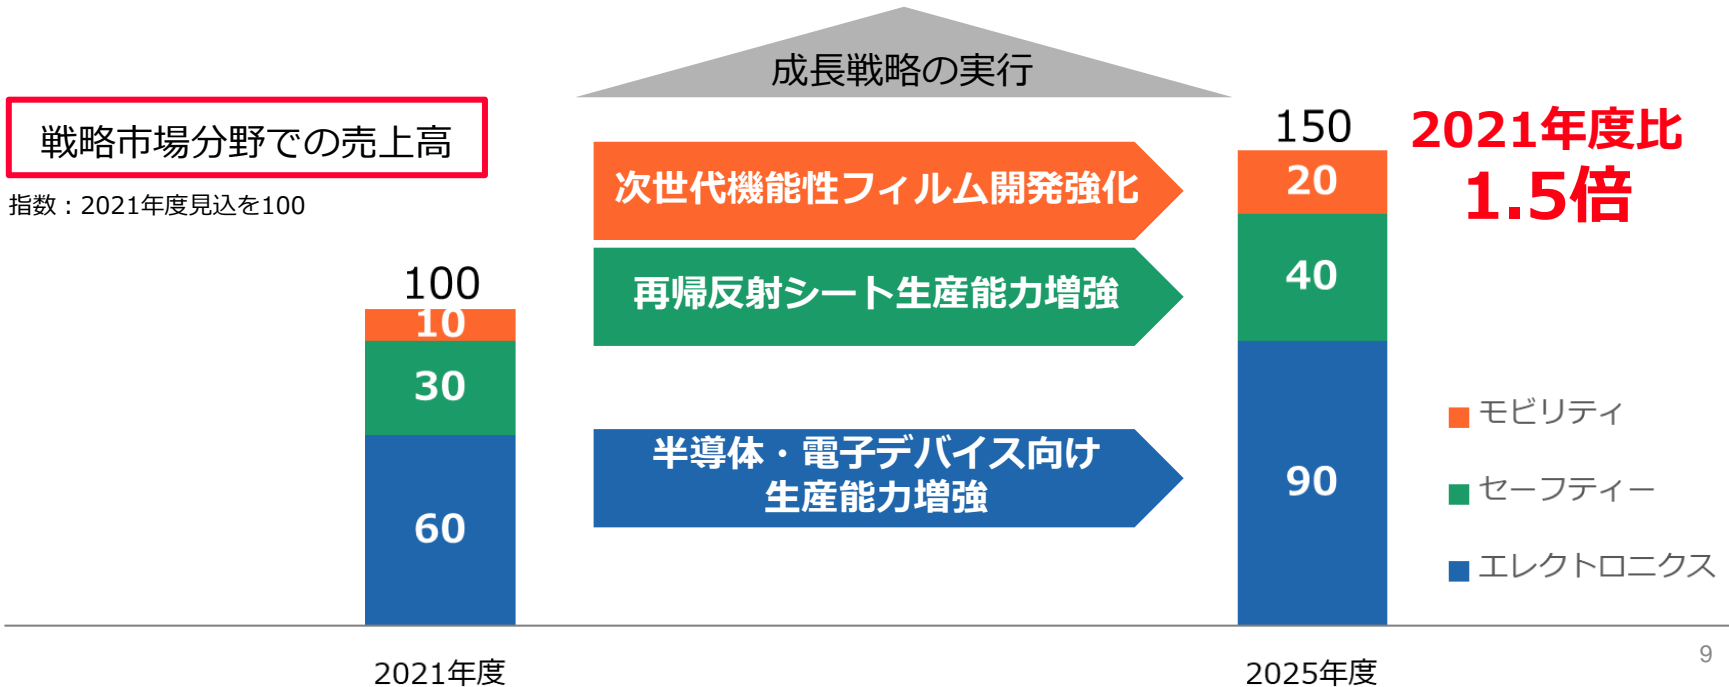 成長戦略の実行
戦略市場分野での売上高
指数：2021年度見込を100
次世代機能性フィルム開発強化
再帰反射シート生産能力増強
半導体・電子デバイス向け
生産能力増強
100
10
30
60
2021年度
150
20
40
90
2025年度
2021年度比
1.5倍
モビリティ
セーフティー
エレクトロニクス
9